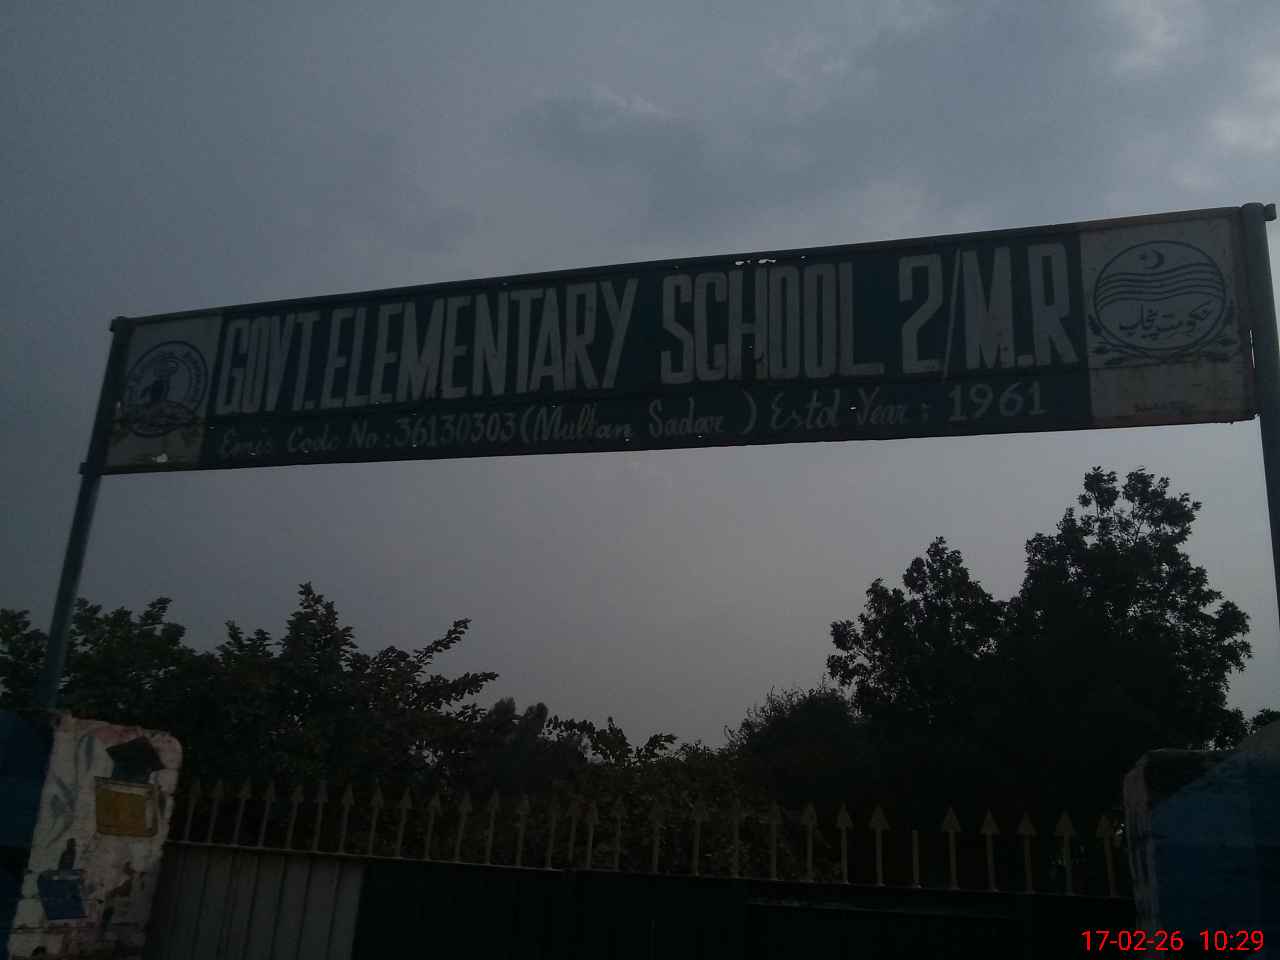 GOVT. ELEMENTARY SCHOOL 2/M.R
Emis Code No : 36130303 (Multan Sadar) Estd Year : 1961
حکومت پنجاب
17-02-26 10:29